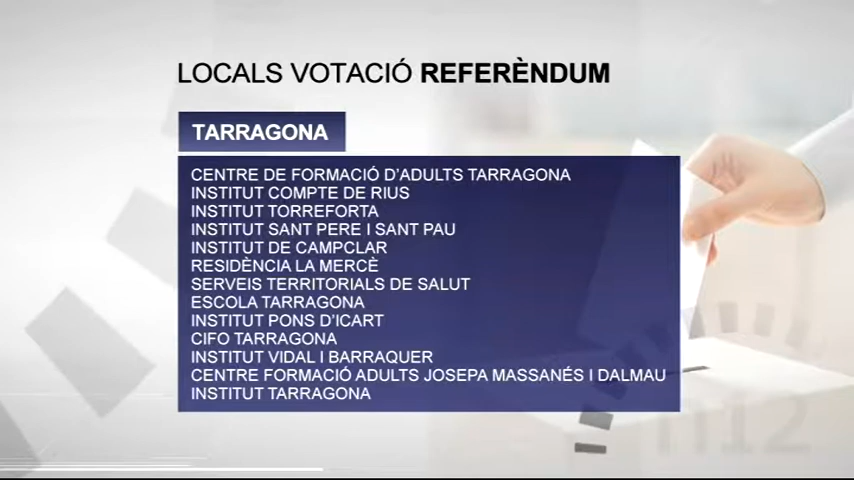 LOCALS VOTACIÓ REFERÈNDUM
TARRAGONA
CENTRE DE FORMACIÓ D'ADULTS TARRAGONA
INSTITUT COMPTE DE RIUS
INSTITUT TORREFORTA
INSTITUT SANT PERE I SANT PAU
INSTITUT DE CAMPCLAR
RESIDÈNCIA LA MERCÈ
SERVEIS TERRITORIALS DE SALUT
ESCOLA TARRAGONA
INSTITUT PONS D'ICART
CIFO TARRAGONA
INSTITUT VIDAL I BARRAQUER
CENTRE FORMACIÓ ADULTS JOSEPA MASSANÉS I DALMAU
INSTITUT TARRAGONA